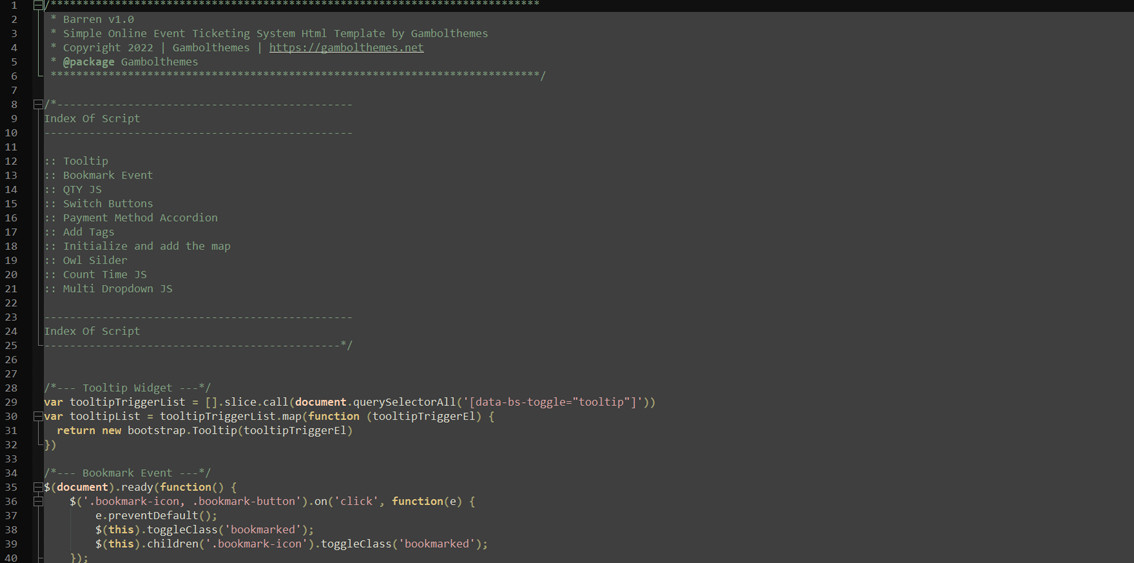 1 /****************************************************************************
2 * Barren v1.0
3 * Simple Online Event Ticketing System Html Template by Gambolthemes
4 * Copyright 2022 | Gambolthemes | https://gambolthemes.net
5 * @package Gambolthemes
6 ****************************************************************************/
7
8 /*----------------------------------------------
9 Index Of Script
10 ------------------------------------------------
11
12 :: Tooltip
13 :: Bookmark Event
14 :: QTY JS
15 :: Switch Buttons
16 :: Payment Method Accordion
17 :: Add Tags
18 :: Initialize and add the map
19 :: Owl Silder
20 :: Count Time JS
21 :: Multi Dropdown JS
22
23 ------------------------------------------------
24 Index Of Script
25 ----------------------------------------------*/
26
27
28 /*--- Tooltip Widget ---*/
29 var tooltipTriggerList = [].slice.call(document.querySelectorAll('[data-bs-toggle="tooltip"]'))
30 var tooltipList = tooltipTriggerList.map(function (tooltipTriggerEl) {
31 return new bootstrap.Tooltip(tooltipTriggerEl)
32 })
33
34 /*--- Bookmark Event ---*/
35 $(document).ready(function() {
36 $('.bookmark-icon, .bookmark-button').on('click', function(e) {
37 e.preventDefault();
38 $(this).toggleClass('bookmarked');
39 $(this).children('.bookmark-icon').toggleClass('bookmarked');
40 });